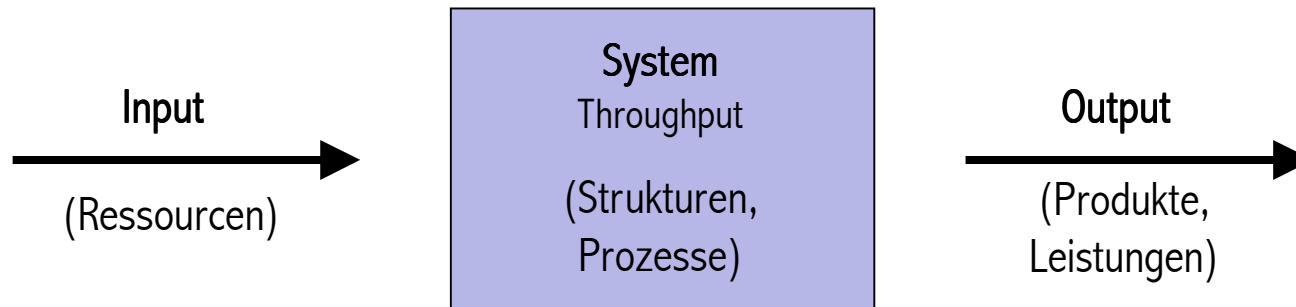 Input
(Ressourcen)
System
Throughput
(Strukturen,
Prozesse)
Output
(Produkte,
Leistungen)